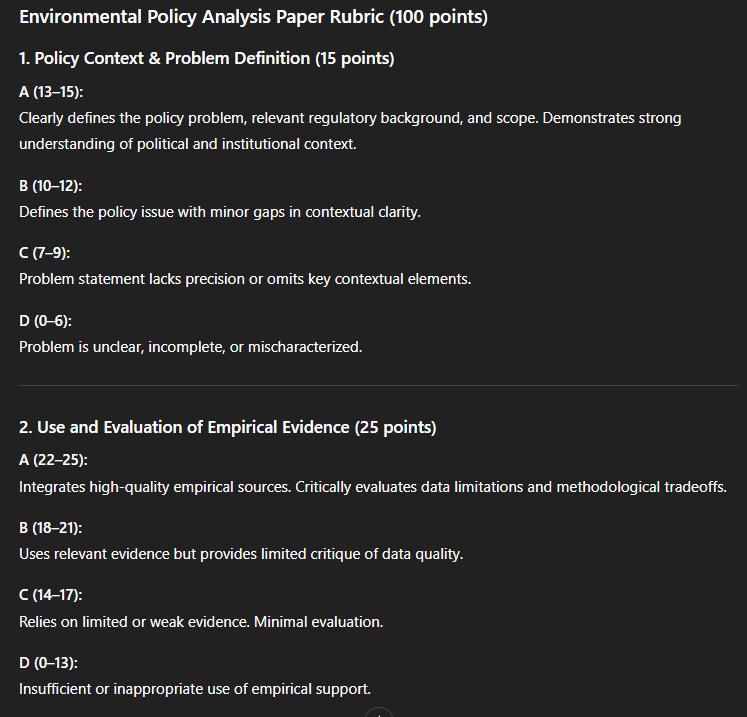 Environmental Policy Analysis Paper Rubric (100 points)
1. Policy Context & Problem Definition (15 points)
A (13–15):
Clearly defines the policy problem, relevant regulatory background, and scope. Demonstrates strong
understanding of political and institutional context.
B (10–12):
Defines the policy issue with minor gaps in contextual clarity.
C (7–9):
Problem statement lacks precision or omits key contextual elements.
D (0–6):
Problem is unclear, incomplete, or mischaracterized.
2. Use and Evaluation of Empirical Evidence (25 points)
A (22–25):
Integrates high-quality empirical sources. Critically evaluates data limitations and methodological tradeoffs.
B (18–21):
Uses relevant evidence but provides limited critique of data quality.
C (14–17):
Relies on limited or weak evidence. Minimal evaluation.
D (0–13):
Insufficient or inappropriate use of empirical support.